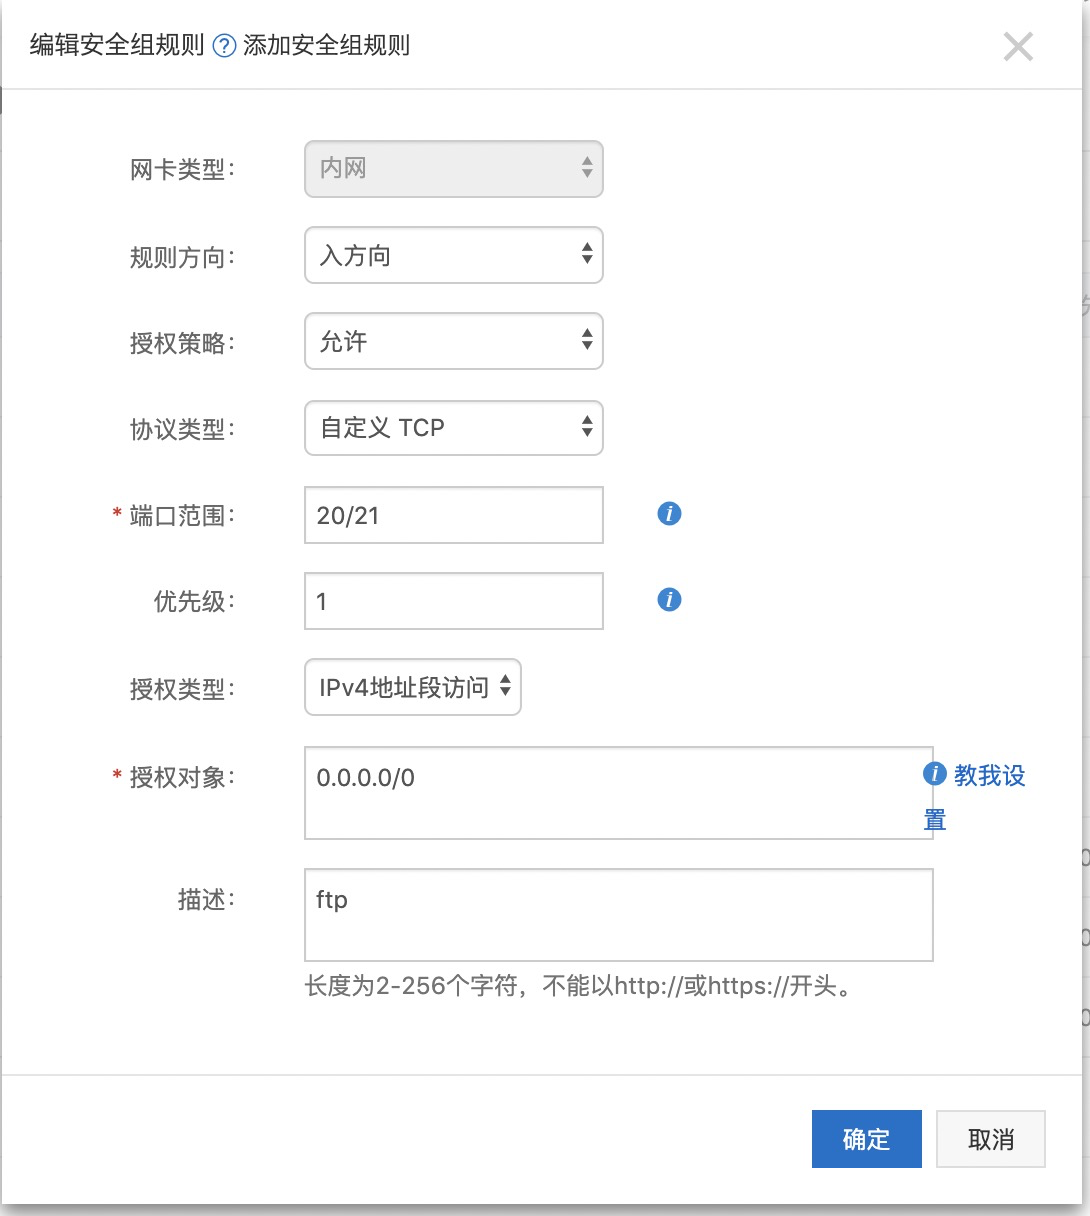 编辑安全组规则 ? 添加安全组规则
网卡类型： 内网
规则方向： 入方向
授权策略： 允许
协议类型： 自定义 TCP
* 端口范围： 20/21
优先级： 1
授权类型： IPv4地址段访问
* 授权对象： 0.0.0.0/0 教我设
置
描述： ftp
长度为2-256个字符，不能以http://或https://开头。
确定 取消